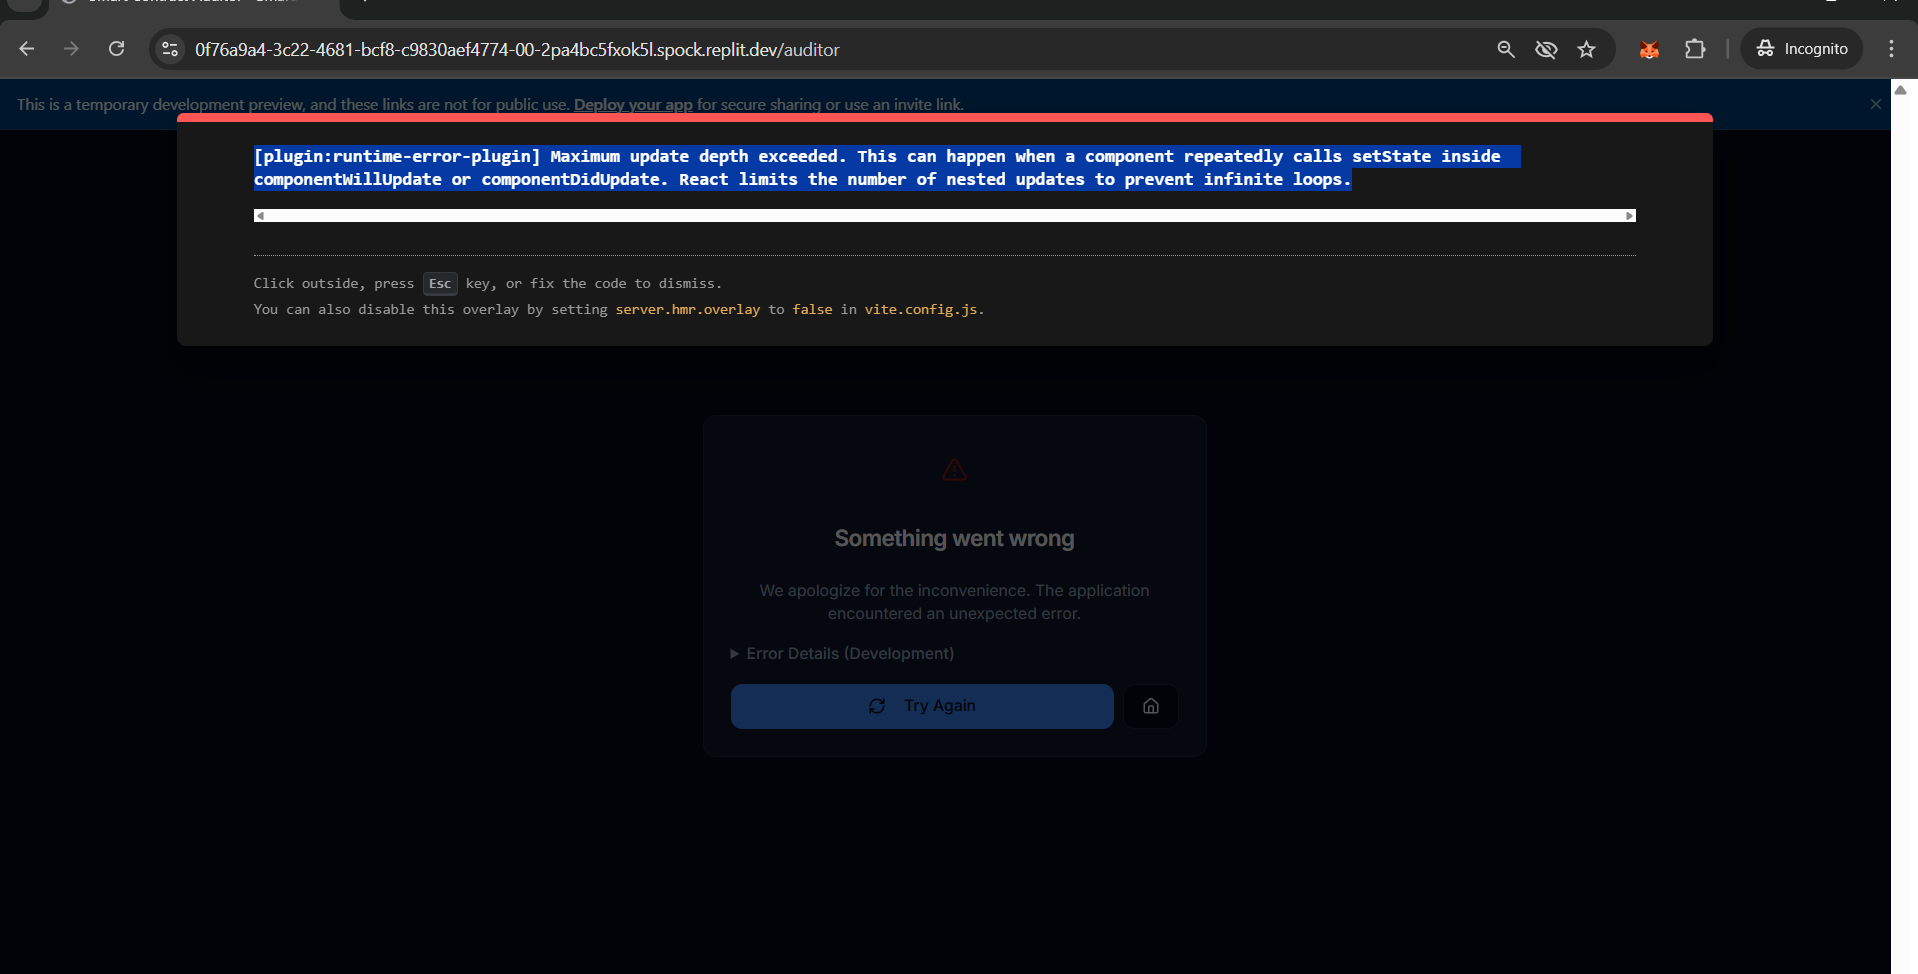 0f76a9a4-3c22-4681-bcf8-c9830aef4774-00-2pa4bc5fxok5l.spock.replit.dev/auditor
Incognito
This is a temporary development preview, and these links are not for public use. Deploy your app for secure sharing or use an invite link.
[plugin:runtime-error-plugin] Maximum update depth exceeded. This can happen when a component repeatedly calls setState inside
componentWillUpdate or componentDidUpdate. React limits the number of nested updates to prevent infinite loops.
Click outside, press Esc key, or fix the code to dismiss.
You can also disable this overlay by setting server.hmr.overlay to false in vite.config.js.
Something went wrong
We apologize for the inconvenience. The application
encountered an unexpected error.
Error Details (Development)
Try Again